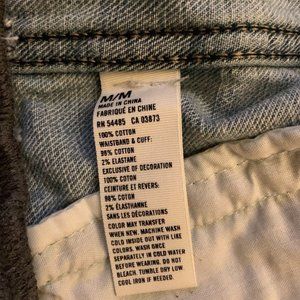 M/M
MADE IN CHINA
FABRIQUÉ EN CHINE
RN 54485 CA 03873
100% COTTON
WAISTBAND & CUFF:
98% COTTON
2% ELASTANE
EXCLUSIVE OF DECORATION
100% COTON
CEINTURE ET REVERS:
98% COTON
2% ÉLASTHANNE
SANS LES DÉCORATIONS
COLOR MAY TRANSFER
WHEN NEW. MACHINE WASH
COLD INSIDE OUT WITH LIKE
COLORS. WASH ONCE
SEPARATELY IN COLD WATER
BEFORE WEARING. DO NOT
BLEACH. TUMBLE DRY LOW.
COOL IRON IF NEEDED.